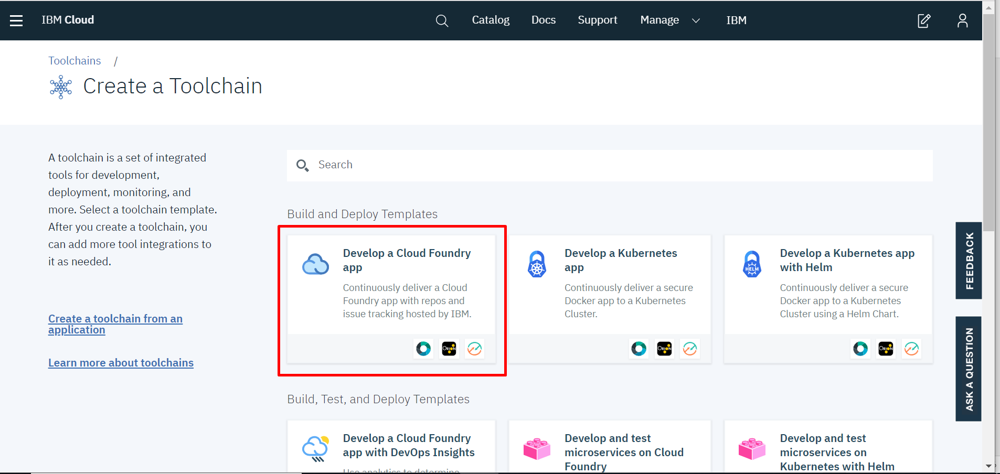 IBM Cloud
Catalog
Docs
Support
Manage
IBM
Toolchains /
Create a Toolchain
A toolchain is a set of integrated
tools for development,
deployment, monitoring, and
more. Select a toolchain template.
After you create a toolchain, you
can add more tool integrations to
it as needed.
Create a toolchain from an
application
Learn more about toolchains
Search
Build and Deploy Templates
Develop a Cloud Foundry
app
Continuously deliver a Cloud
Foundry app with repos and
issue tracking hosted by IBM.
ORION
Develop a Kubernetes
app
Continuously deliver a secure
Docker app to a Kubernetes
Cluster.
ORION
HELM
Develop a Kubernetes app
with Helm
Continuously deliver a secure
Docker app to a Kubernetes
Cluster using a Helm Chart.
ORION
Build, Test, and Deploy Templates
Develop a Cloud Foundry
app with DevOps Insights
Use analytics to determine
Develop and test
microservices on Cloud
Foundry
Develop and test
microservices on
Kubernetes with Helm
FEEDBACK
ASK A QUESTION